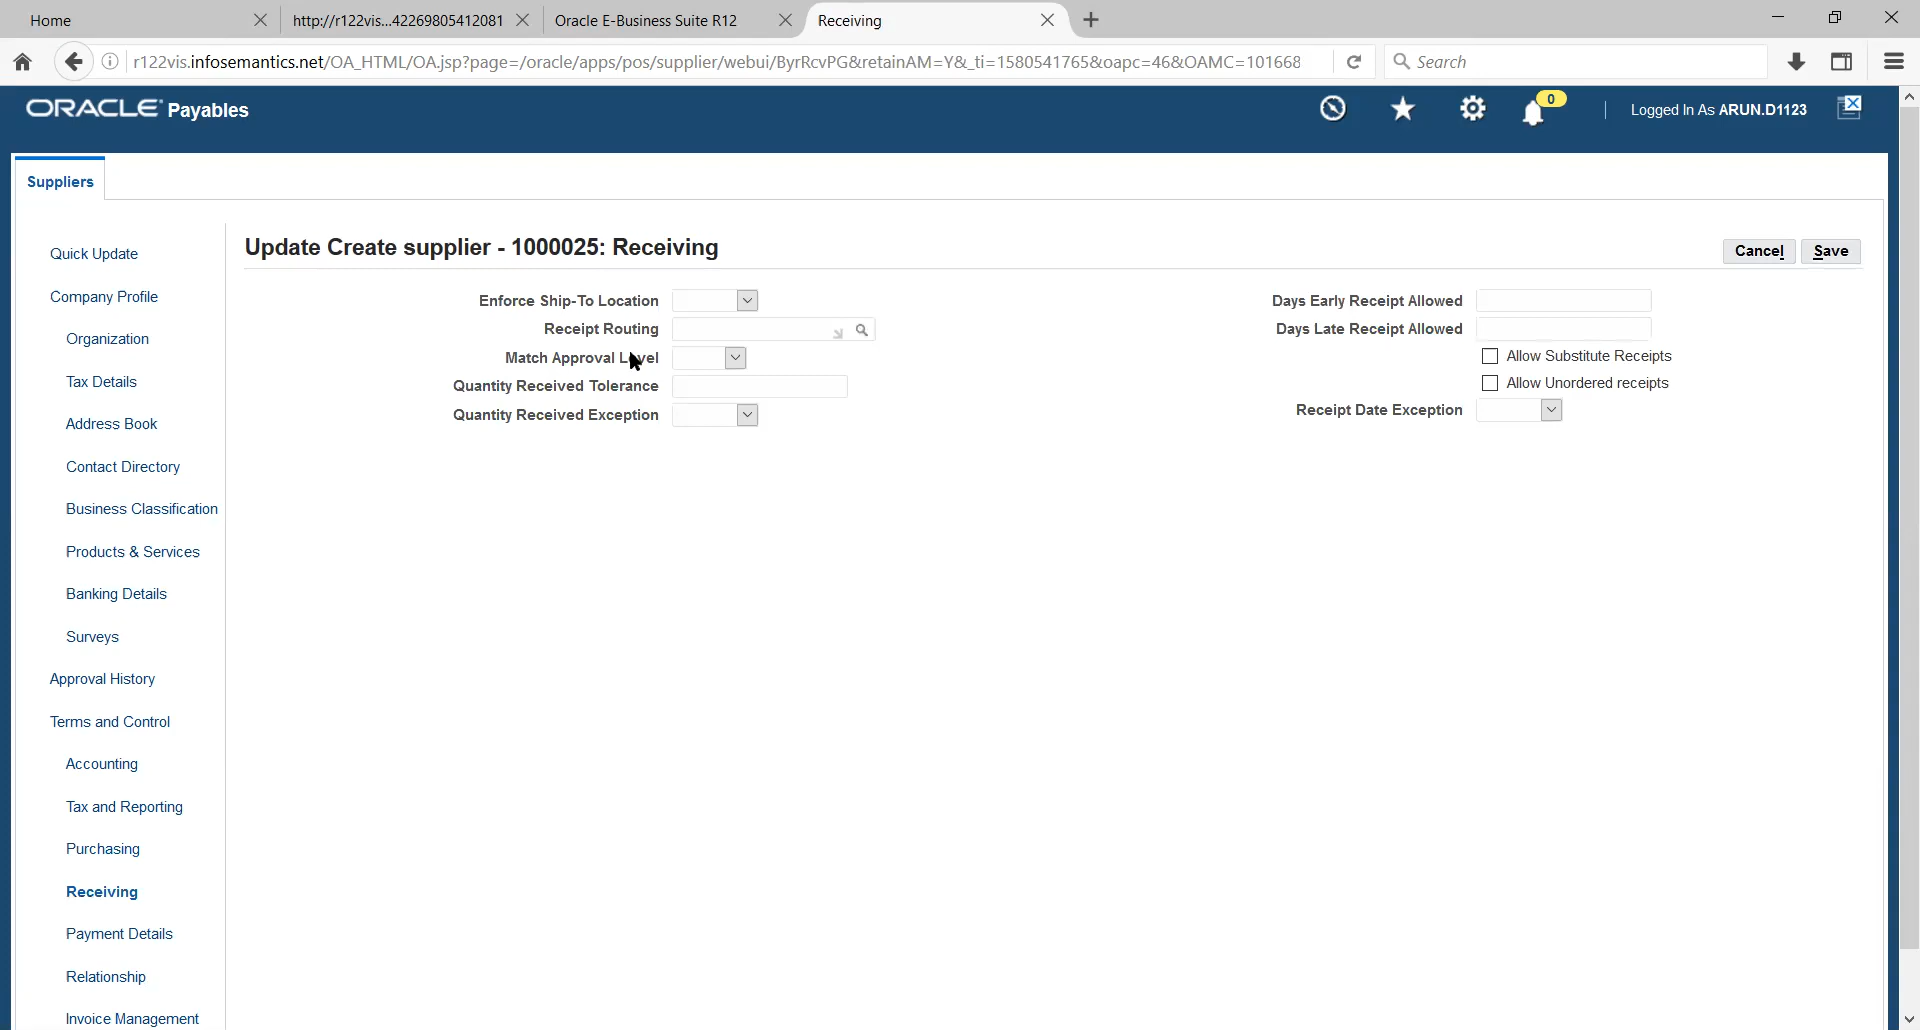 Home
http://r122vis...42269805412081
Oracle E-Business Suite R12
Receiving
r122vis.infosemantics.net/OA_HTML/OA.jsp?page=/oracle/apps/pos/supplier/webui/ByrRcvPG&retainAM=Y&_ti=1580541765&oapc=46&OAMC=101668
Search
ORACLE Payables
0
Logged In As ARUN.D1123
Suppliers
Quick Update
Company Profile
Organization
Tax Details
Address Book
Contact Directory
Business Classification
Products & Services
Banking Details
Surveys
Approval History
Terms and Control
Accounting
Tax and Reporting
Purchasing
Receiving
Payment Details
Relationship
Invoice Management
Update Create supplier - 1000025: Receiving
Cancel
Save
Enforce Ship-To Location
Receipt Routing
Match Approval Level
Quantity Received Tolerance
Quantity Received Exception
Days Early Receipt Allowed
Days Late Receipt Allowed
Allow Substitute Receipts
Allow Unordered receipts
Receipt Date Exception